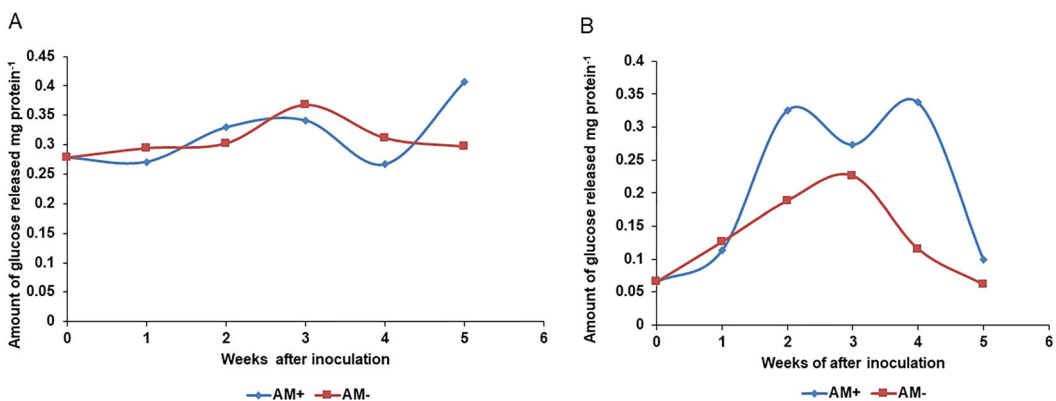 A
Amount of glucose released mg protein-1
0.45
0.4
0.35
0.3
0.25
0.2
0.15
0.1
0.05
0
0 1 2 3 4 5 6
Weeks after inoculation
AM+ AM-
B
Amount of glucose released mg protein-1
0.4
0.35
0.3
0.25
0.2
0.15
0.1
0.05
0
0 1 2 3 4 5 6
Weeks of after inoculation
AM+ AM-